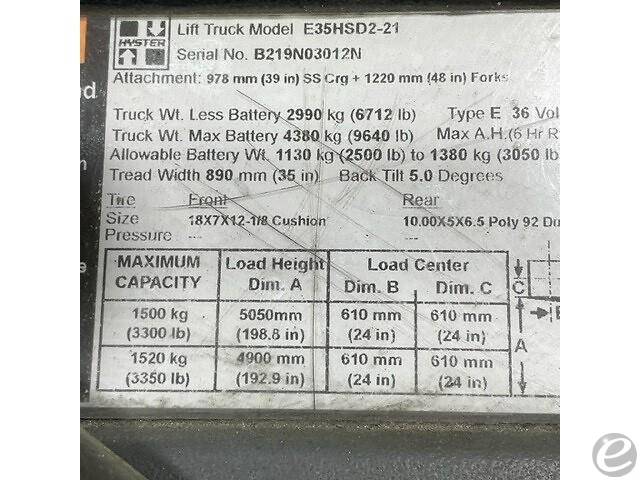 HYSTER
Lift Truck Model E35HSD2-21
Serial No. B219N03012N
Attachment: 978 mm (39 in) SS Crg + 1220 mm (48 in) Forks
Truck Wt. Less Battery 2990 kg (6712 lb) Type E 36 Vol
Truck Wt. Max Battery 4380 kg (9640 lb) Max A.H.(6 Hr R
Allowable Battery Wt. 1130 kg (2500 lb) to 1380 kg (3050 lb
Tread Width 890 mm (35 in) Back Tilt 5.0 Degrees
Tire Front Rear
Size 18X7X12-1/8 Cushion 10.00X5X6.5 Poly 92 Du
Pressure --- ---
MAXIMUM CAPACITY Load Height Dim. A Load Center Dim. B Dim. C
1500 kg 5050mm 610 mm 610 mm
(3300 lb) (198.8 in) (24 in) (24 in)
1520 kg 4900 mm 610 mm 610 mm
(3350 lb) (192.9 in) (24 in) (24 in)
C
A
nd
n
e